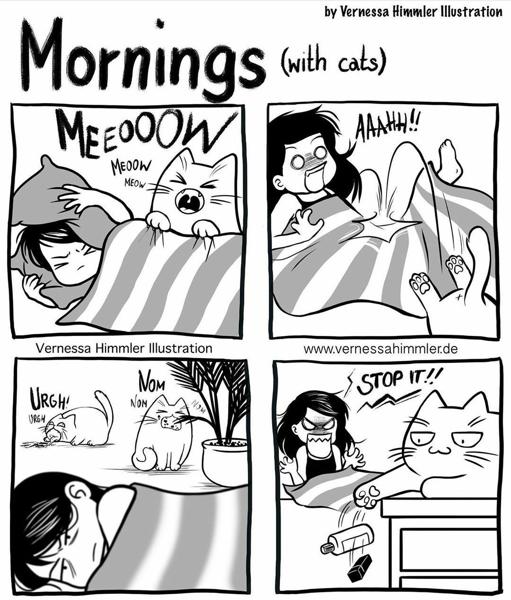 by Vernessa Himmler Illustration
Mornings (with cats)
MEEOOOW
MEOOW
MEOW
AAAHH!!
Vernessa Himmler Illustration
www.vernessahimmler.de
URGH!
URGH
NOM
NOM
NOM
STOP IT!!